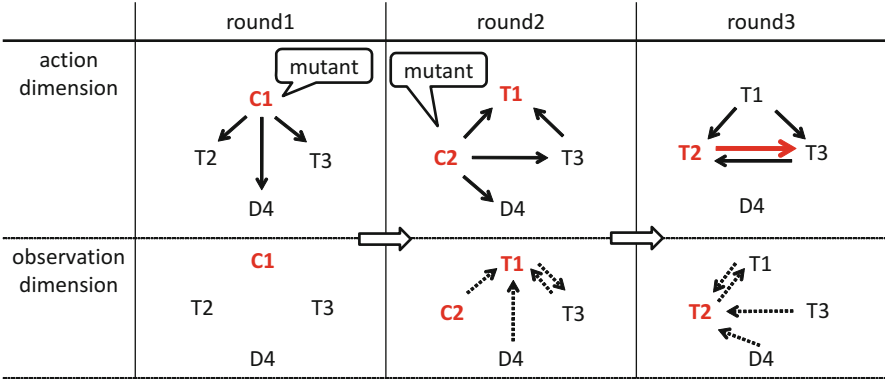 round1 round2 round3
action
dimension
mutant
mutant
C1
T1
T1
T2 T3
C2 T3
T2 T3
D4
D4
D4
observation
dimension
C1
T1
T1
T2 T3
C2 T3
T2 T3
D4
D4
D4